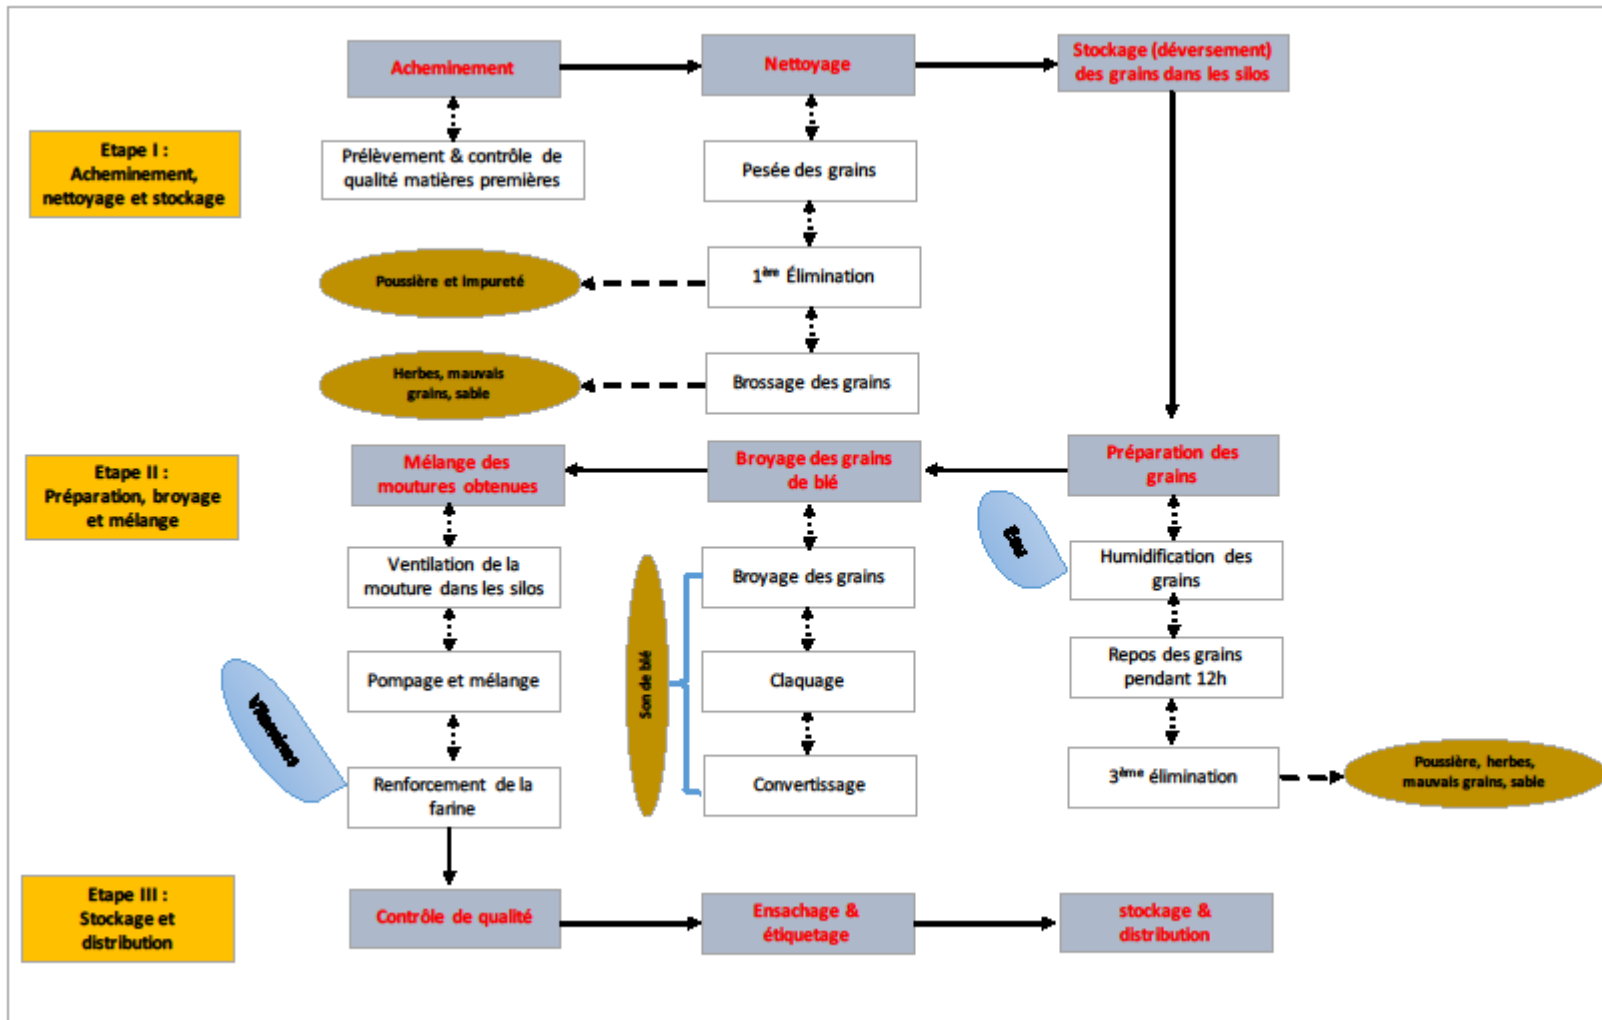 Acheminement
Nettoyage
Stockage (déversement)
des grains dans les silos
Etape I :
Acheminement,
nettoyage et stockage
Prélèvement & contrôle de
qualité matières premières
Pesée des grains
Poussière et impureté
1ère Élimination
Herbes, mauvais
grains, sable
Brossage des grains
Etape II :
Préparation, broyage
et mélange
Mélange des
moutures obtenues
Broyage des grains
de blé
Préparation des
grains
Eau
Ventilation de la
mouture dans les silos
Broyage des grains
Humidification des
grains
Son de blé
Vitamines
Pompage et mélange
Claquage
Repos des grains
pendant 12h
Renforcement de la
farine
Convertissage
3ème élimination
Poussière, herbes,
mauvais grains, sable
Etape III :
Stockage et
distribution
Contrôle de qualité
Ensachage &
étiquetage
stockage &
distribution